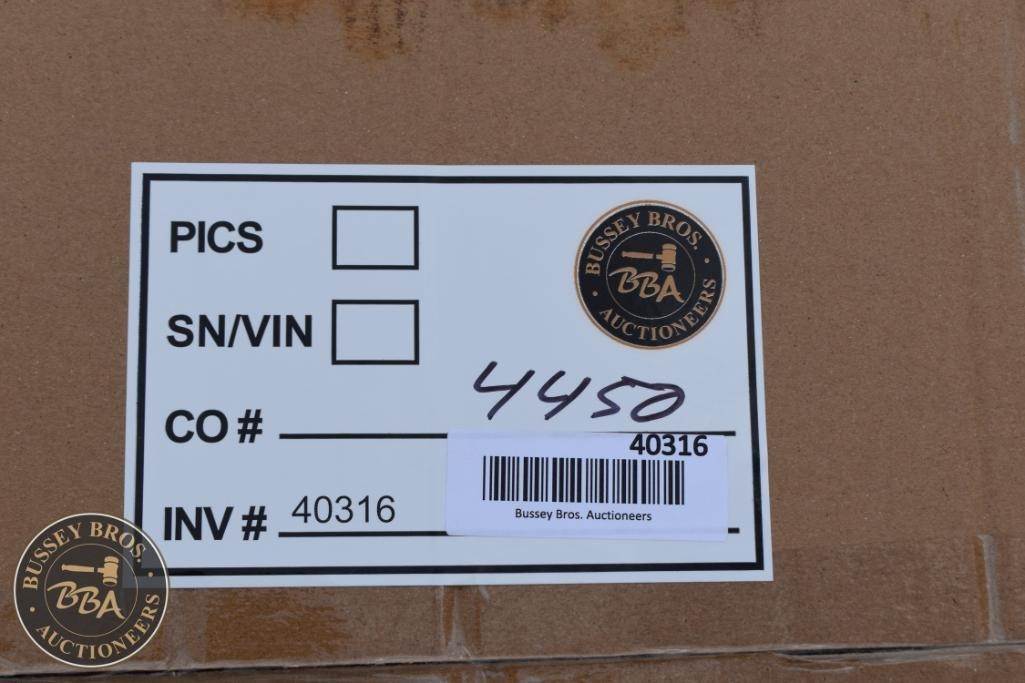 PICS
SN/VIN
BUSSEY BROS.
BBA
AUCTIONEERS
4450
CO #
40316
Bussey Bros. Auctioneers
INV # 40316
BUSSEY BROS.
BBA
AUCTIONEERS